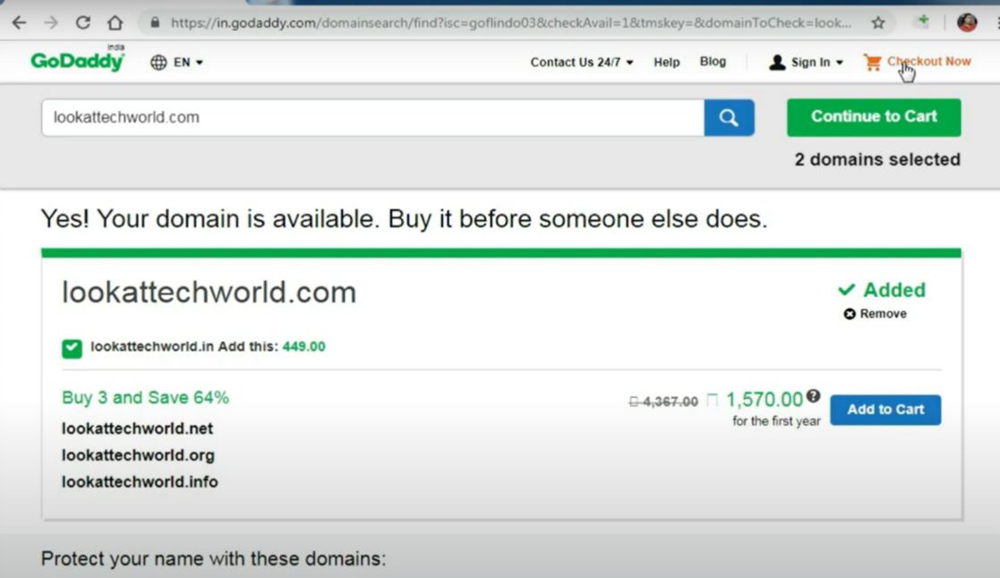 https://in.godaddy.com/domainsearch/find?isc=goflindo03&checkAvail=1&tmskey=&domainToCheck=look...
India
GoDaddy
EN
Contact Us 24/7
Help
Blog
Sign In
Checkout Now
lookattechworld.com
Continue to Cart
2 domains selected
Yes! Your domain is available. Buy it before someone else does.
lookattechworld.com
Added
Remove
lookattechworld.in Add this: 449.00
Buy 3 and Save 64%
4,367.00 1,570.00 ?
for the first year
Add to Cart
lookattechworld.net
lookattechworld.org
lookattechworld.info
Protect your name with these domains: